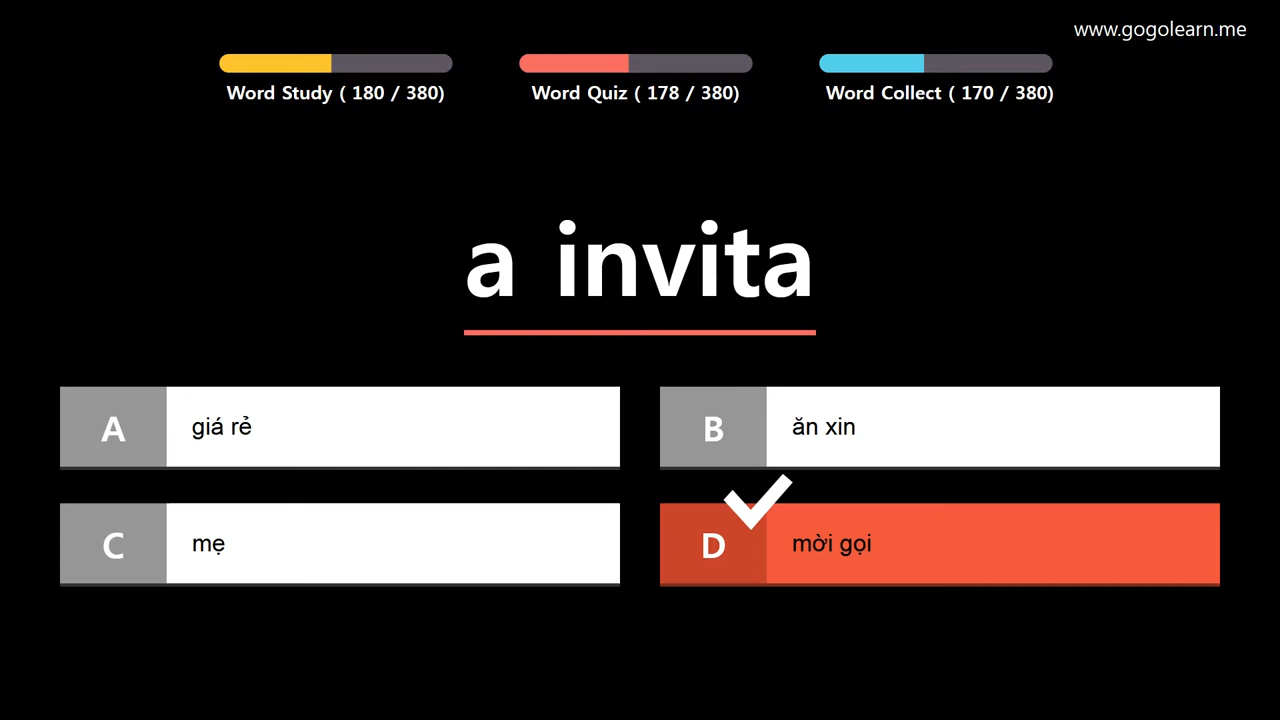 www.gogolearn.me
Word Study ( 180 / 380)
Word Quiz ( 178 / 380)
Word Collect ( 170 / 380)
a invita
A
giá rẻ
B
ăn xin
C
mẹ
D
mời gọi